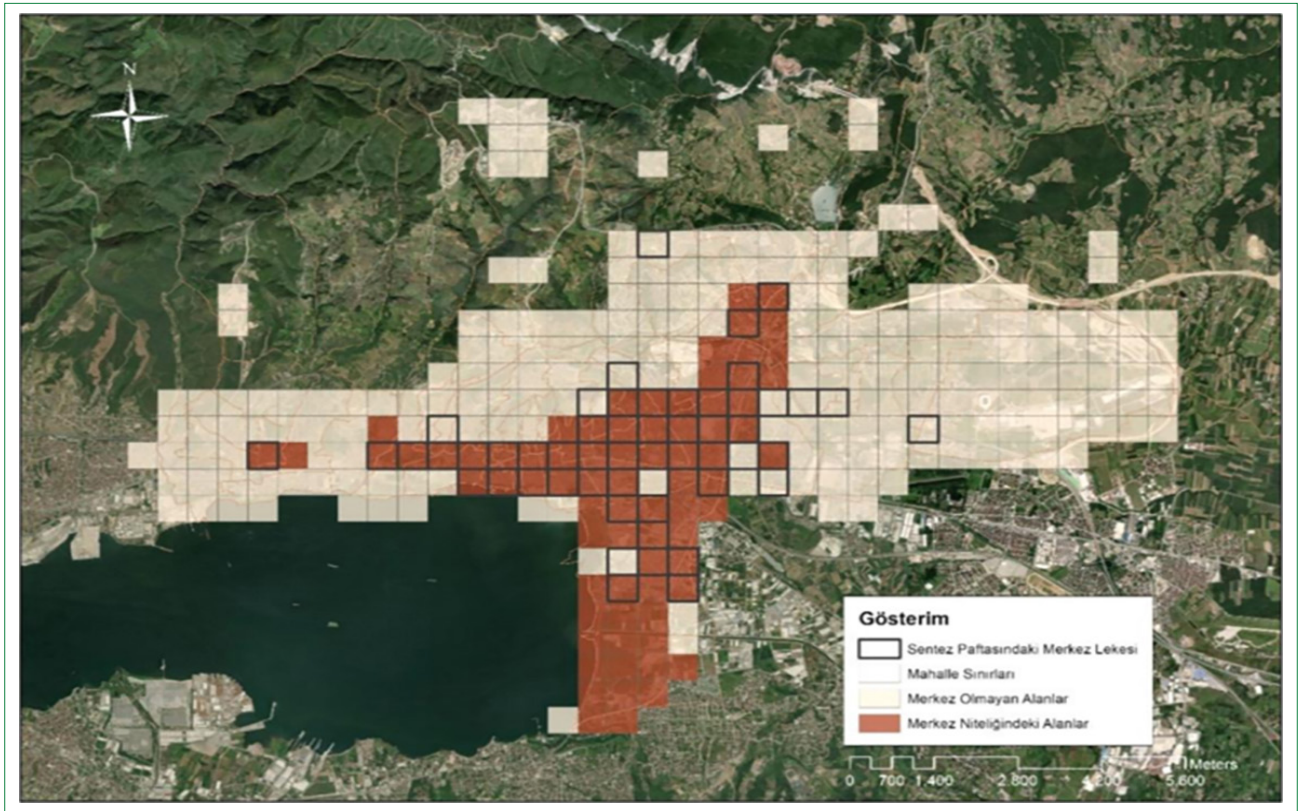 N
Gösterim
Sentez Paftasındaki Merkez Lekesi
Mahalle Sınırları
Merkez Olmayan Alanlar
Merkez Niteliğindeki Alanlar
Meters
0 700 1.400 2.800 4.200 5.600